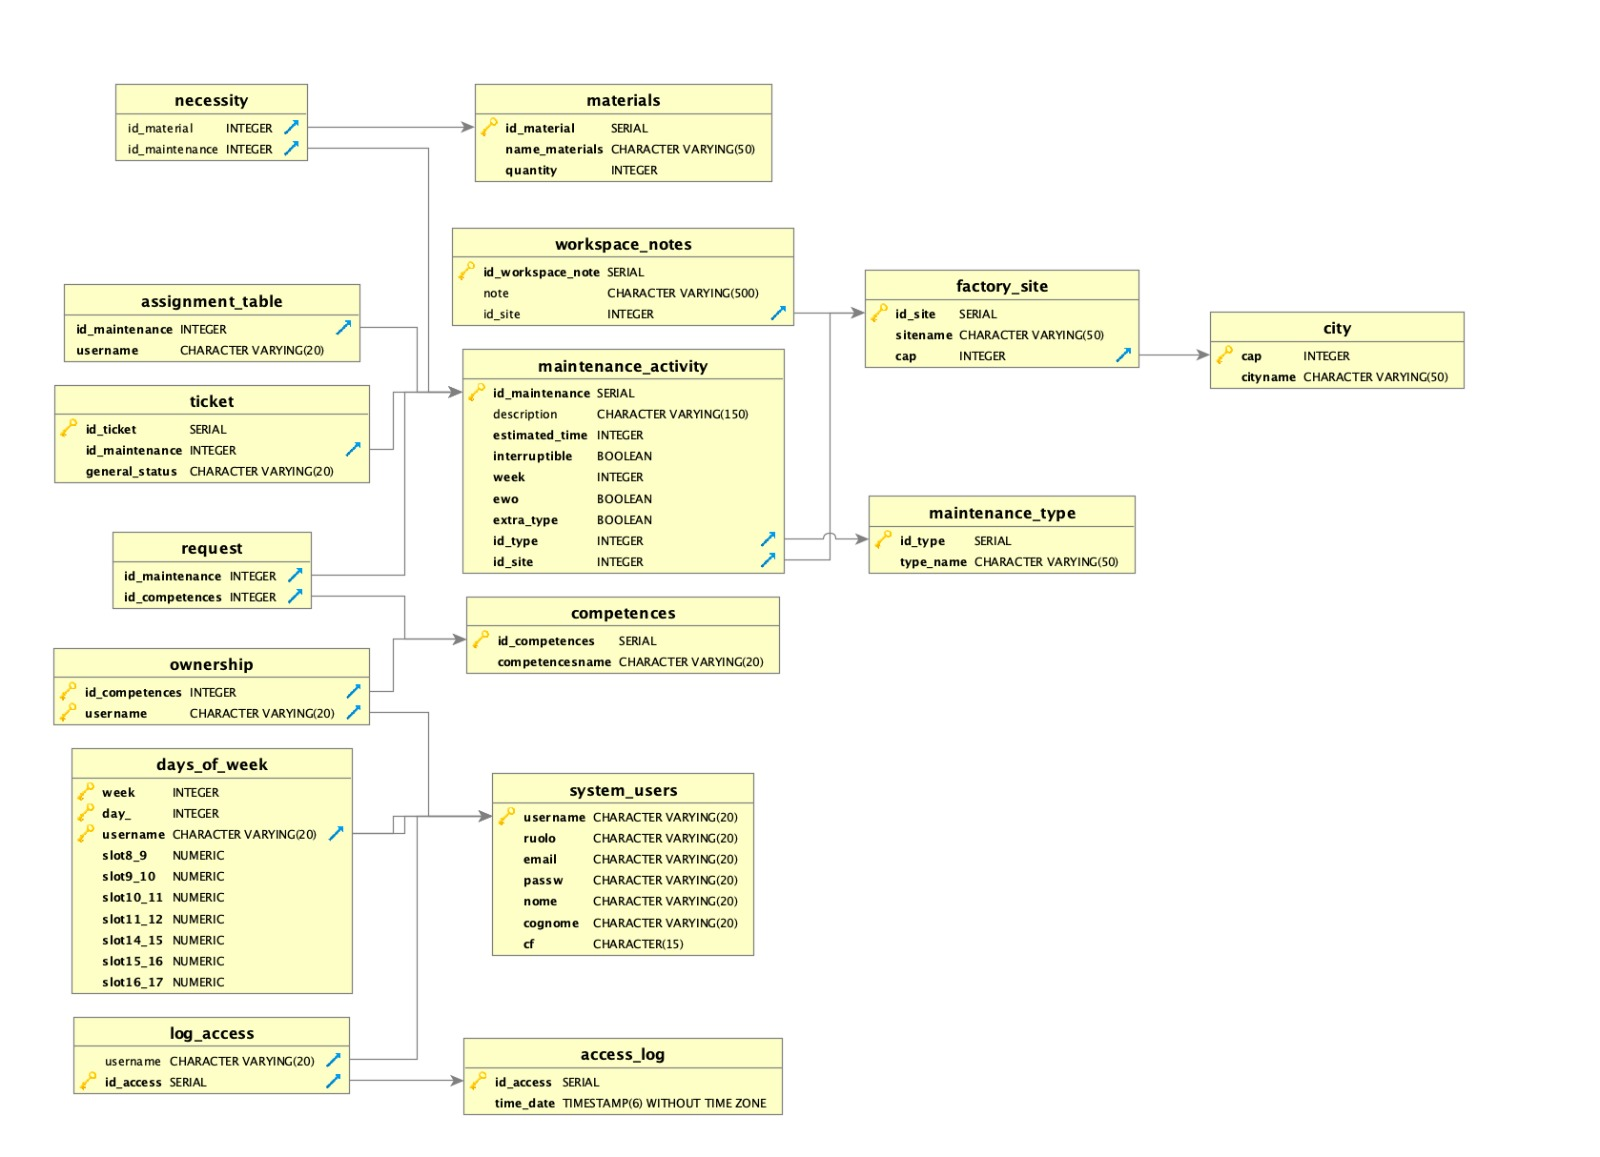 necessity
id_material INTEGER
id_maintenance INTEGER
materials
id_material SERIAL
name_materials CHARACTER VARYING(50)
quantity INTEGER
workspace_notes
id_workspace_note SERIAL
note CHARACTER VARYING(500)
id_site INTEGER
factory_site
id_site SERIAL
sitename CHARACTER VARYING(50)
cap INTEGER
city
cap INTEGER
cityname CHARACTER VARYING(50)
assignment_table
id_maintenance INTEGER
username CHARACTER VARYING(20)
maintenance_activity
id_maintenance SERIAL
description CHARACTER VARYING(150)
estimated_time INTEGER
interruptible BOOLEAN
week INTEGER
ewo BOOLEAN
extra_type BOOLEAN
id_type INTEGER
id_site INTEGER
ticket
id_ticket SERIAL
id_maintenance INTEGER
general_status CHARACTER VARYING(20)
maintenance_type
id_type SERIAL
type_name CHARACTER VARYING(50)
request
id_maintenance INTEGER
id_competences INTEGER
competences
id_competences SERIAL
competencesname CHARACTER VARYING(20)
ownership
id_competences INTEGER
username CHARACTER VARYING(20)
days_of_week
week INTEGER
day_ INTEGER
username CHARACTER VARYING(20)
slot8_9 NUMERIC
slot9_10 NUMERIC
slot10_11 NUMERIC
slot11_12 NUMERIC
slot14_15 NUMERIC
slot15_16 NUMERIC
slot16_17 NUMERIC
system_users
username CHARACTER VARYING(20)
ruolo CHARACTER VARYING(20)
email CHARACTER VARYING(20)
passw CHARACTER VARYING(20)
nome CHARACTER VARYING(20)
cognome CHARACTER VARYING(20)
cf CHARACTER(15)
log_access
username CHARACTER VARYING(20)
id_access SERIAL
access_log
id_access SERIAL
time_date TIMESTAMP(6) WITHOUT TIME ZONE